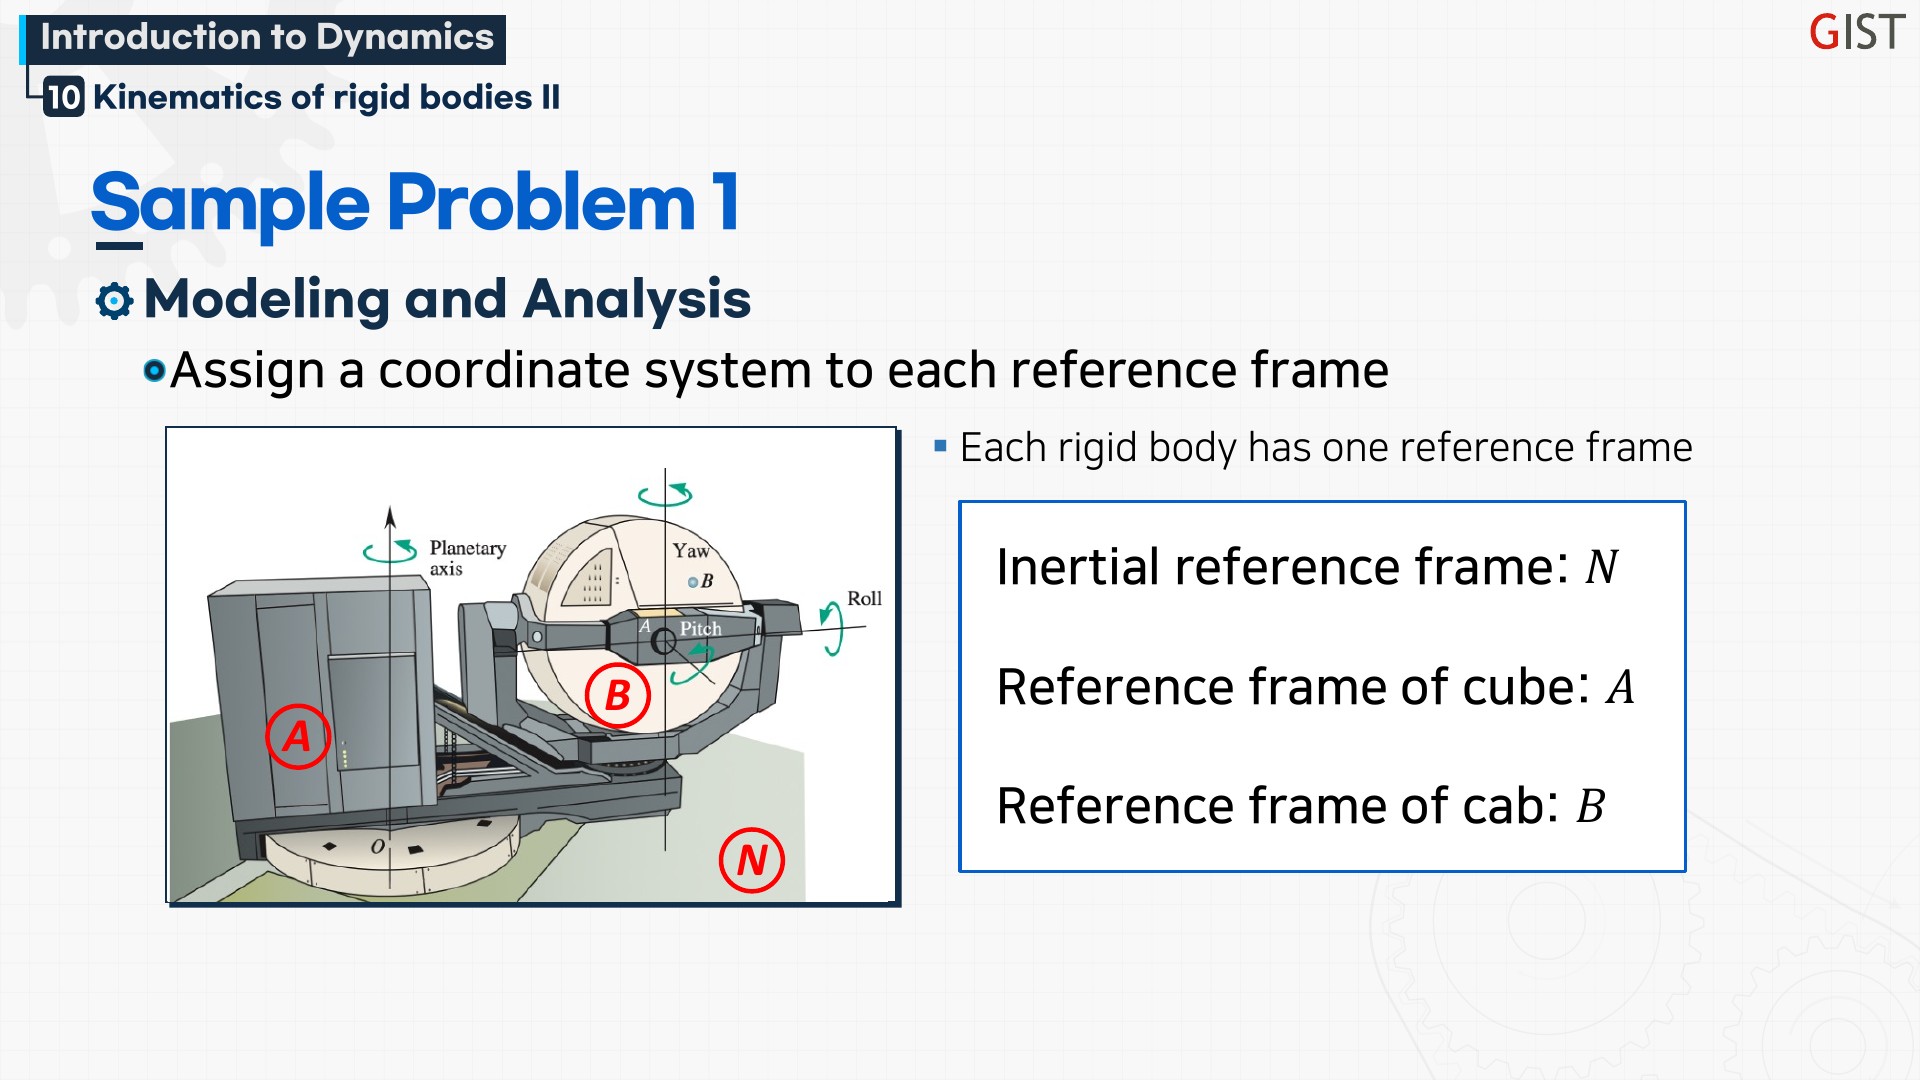 Introduction to Dynamics
GIST
10 Kinematics of rigid bodies II
Sample Problem 1
Modeling and Analysis
Assign a coordinate system to each reference frame
Each rigid body has one reference frame
Planetary
axis
Yaw
B
Roll
A
Pitch
B
A
O
N
Inertial reference frame: N
Reference frame of cube: A
Reference frame of cab: B